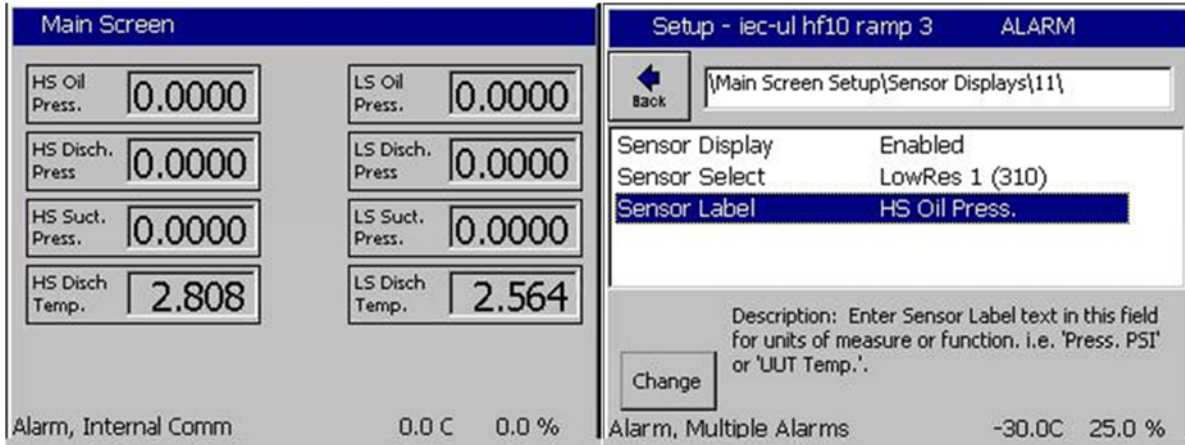 Main Screen
HS Oil
Press.
0.0000
LS Oil
Press.
0.0000
HS Disch.
Press
0.0000
LS Disch.
Press
0.0000
HS Suct.
Press.
0.0000
LS Suct.
Press.
0.0000
HS Disch
Temp.
2.808
LS Disch
Temp.
2.564
Alarm, Internal Comm 0.0 C 0.0 %
Setup - iec-ul hf10 ramp 3 ALARM
Back
\Main Screen Setup\Sensor Displays\11\
Sensor Display Enabled
Sensor Select LowRes 1 (310)
Sensor Label HS Oil Press.
Description: Enter Sensor Label text in this field
for units of measure or function. i.e. 'Press. PSI'
or 'UUT Temp.'.
Change
Alarm, Multiple Alarms -30.0C 25.0 %